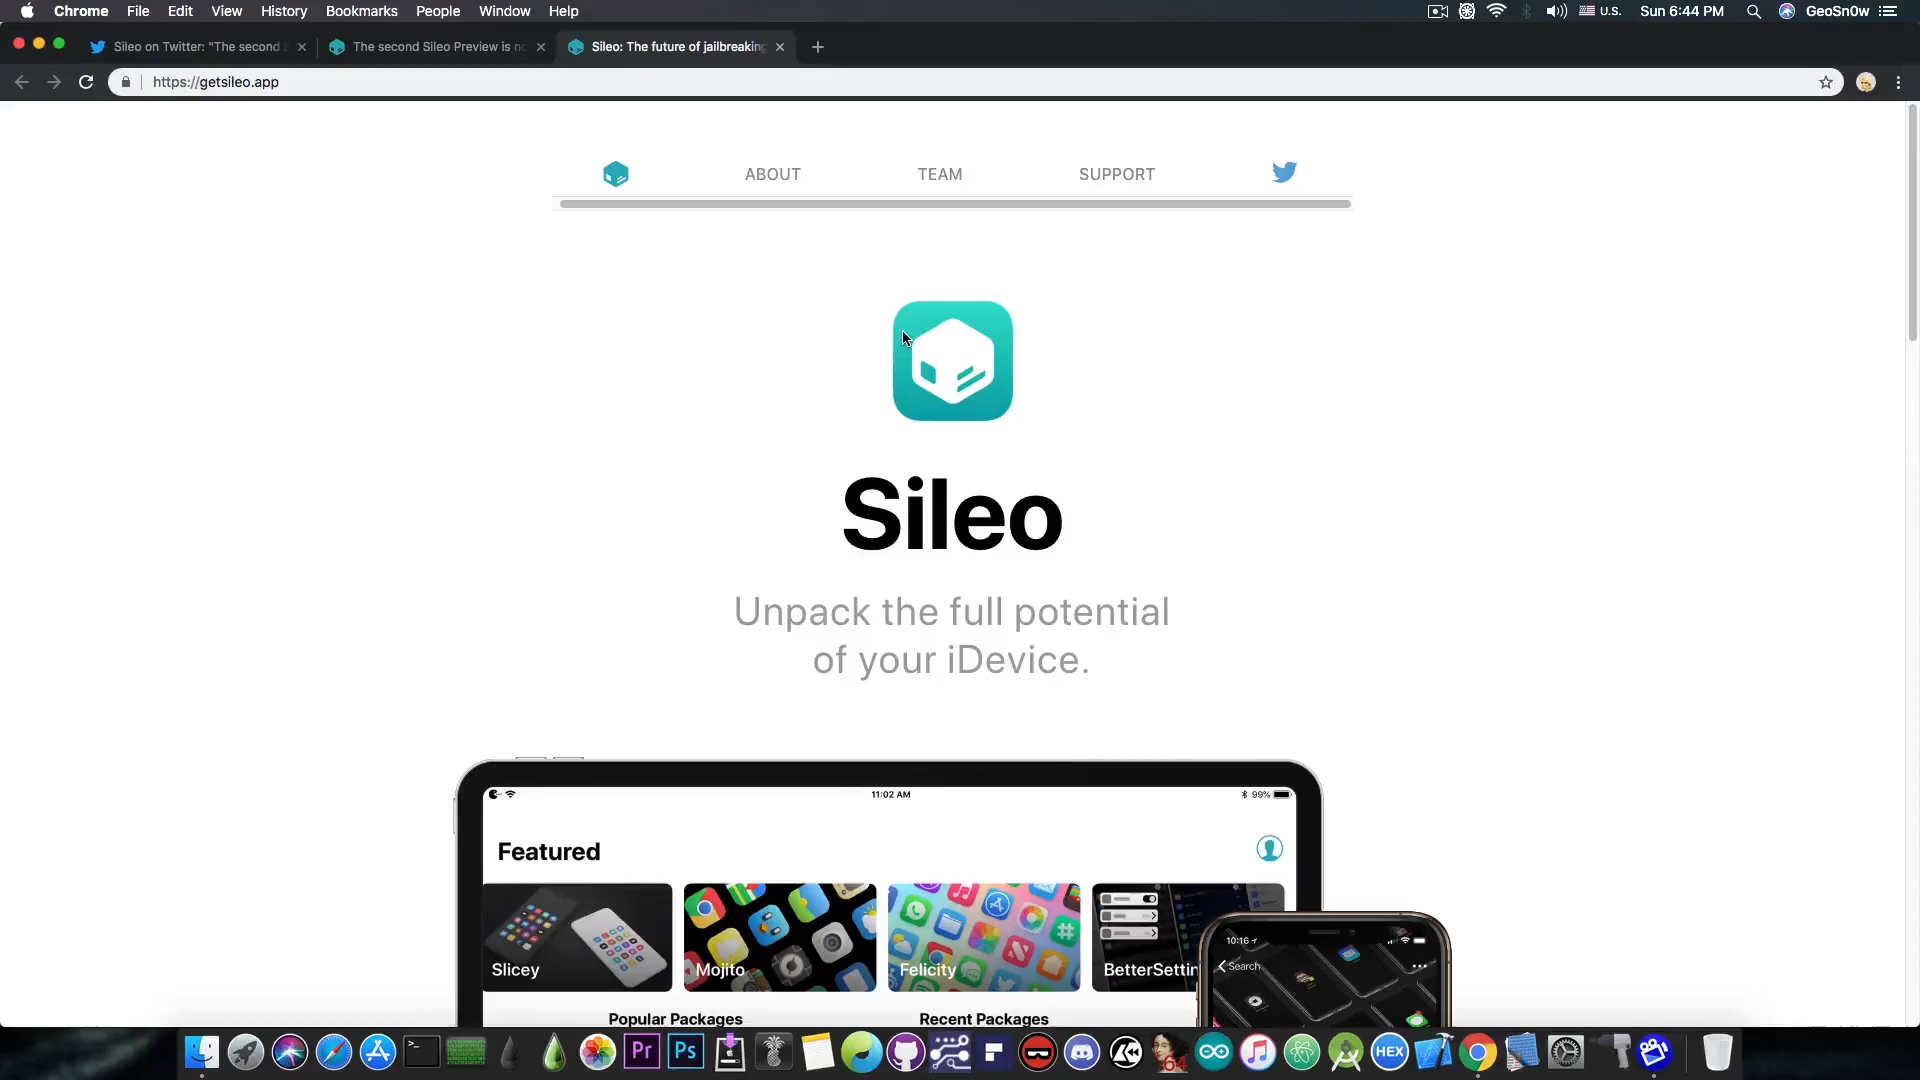 Chrome File Edit View History Bookmarks People Window Help U.S. Sun 6:44 PM GeoSn0w
Sileo on Twitter: "The second The second Sileo Preview is no Sileo: The future of jailbreaking
https://getsileo.app
ABOUT TEAM SUPPORT
Sileo
Unpack the full potential
of your iDevice.
11:02 AM 99%
Featured
Slicey Mojito Felicity BetterSettin
10:16
Search
Popular Packages Recent Packages
>_ Pr Ps 64 HEX